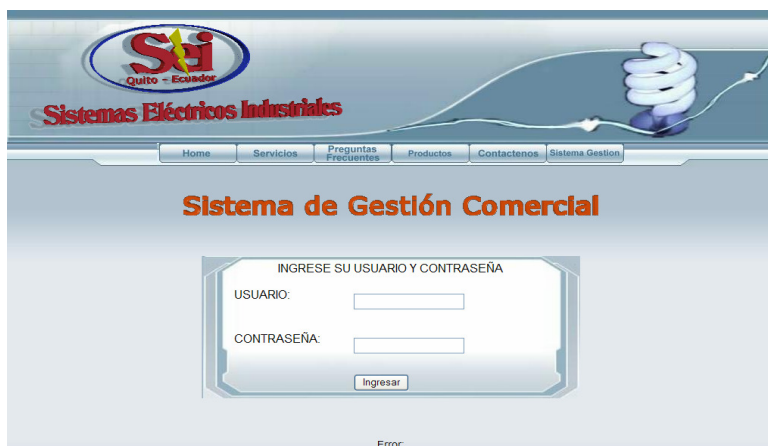 Sei
Quito - Ecuador
Sistemas Eléctricos Industriales
Home
Servicios
Preguntas
Frecuentes
Productos
Contactenos
Sistema Gestion
Sistema de Gestión Comercial
INGRESE SU USUARIO Y CONTRASEÑA
USUARIO:
CONTRASEÑA:
Ingresar
Error: